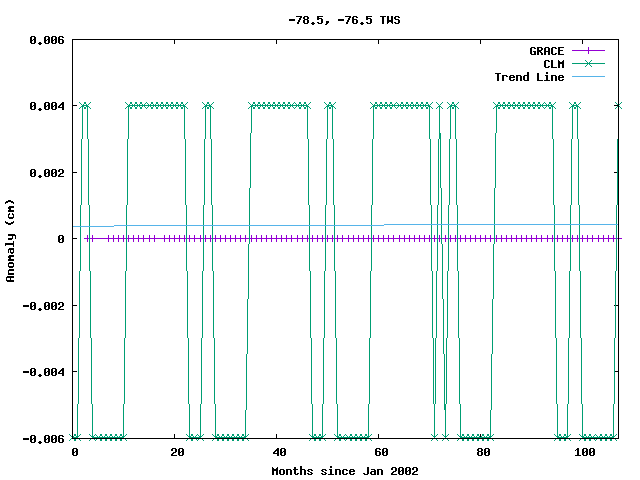 -78.5, -76.5 TWS
GRACE
CLM
Trend Line
0.006
0.004
0.002
0
-0.002
-0.004
-0.006
Anomaly (cm)
0 20 40 60 80 100
Months since Jan 2002